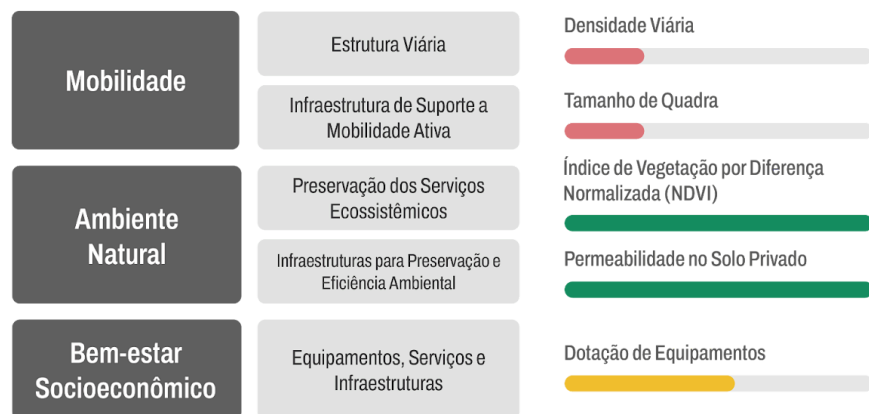 Mobilidade
Estrutura Viária
Densidade Viária
Infraestrutura de Suporte a
Mobilidade Ativa
Tamanho de Quadra
Ambiente
Natural
Preservação dos Serviços
Ecossistêmicos
Índice de Vegetação por Diferença
Normalizada (NDVI)
Infraestruturas para Preservação e
Eficiência Ambiental
Permeabilidade no Solo Privado
Bem-estar
Socioeconômico
Equipamentos, Serviços e
Infraestruturas
Dotação de Equipamentos